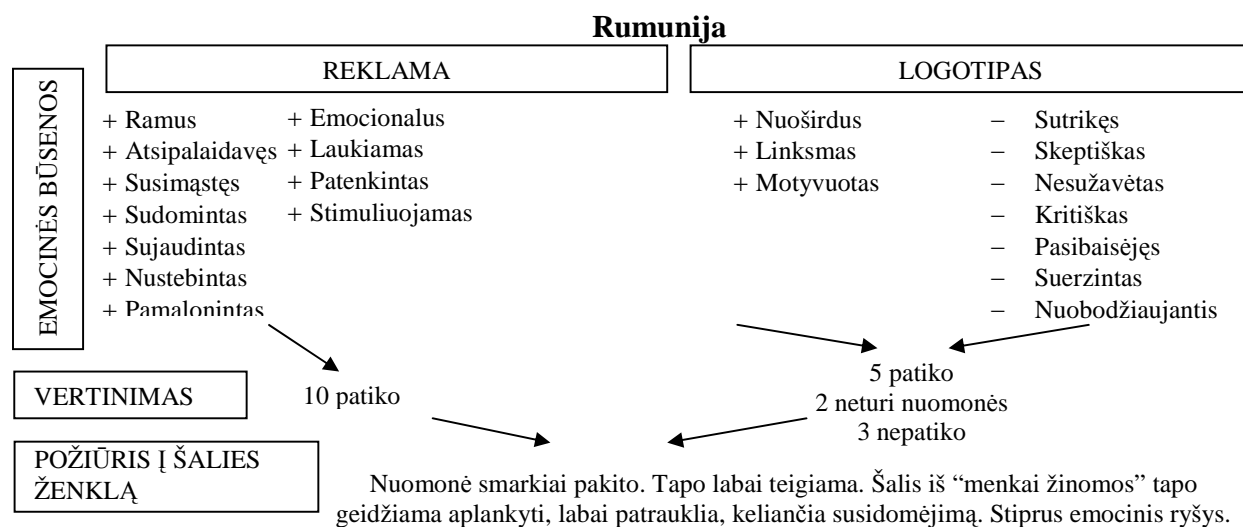 Rumunija
REKLAMA
LOGOTIPAS
EMOCINĖS BŪSENOS
+ Ramus
+ Atsipalaidavęs
+ Susimąstęs
+ Sudomintas
+ Sujaudintas
+ Nustebintas
+ Pamalonintas
+ Emocionalus
+ Laukiamas
+ Patenkintas
+ Stimuliuojamas
+ Nuoširdus
+ Linksmas
+ Motyvuotas
− Sutrikęs
− Skeptiškas
− Nesužavėtas
− Kritiškas
− Pasibaisėjęs
− Suerzintas
− Nuobodžiaujantis
VERTINIMAS
10 patiko
5 patiko
2 neturi nuomonės
3 nepatiko
POŽIŪRIS Į ŠALIES
ŽENKLĄ
Nuomonė smarkiai pakito. Tapo labai teigiama. Šalis iš “menkai žinomos” tapo
geidžiama aplankyti, labai patrauklia, keliančia susidomėjimą. Stiprus emocinis ryšys.